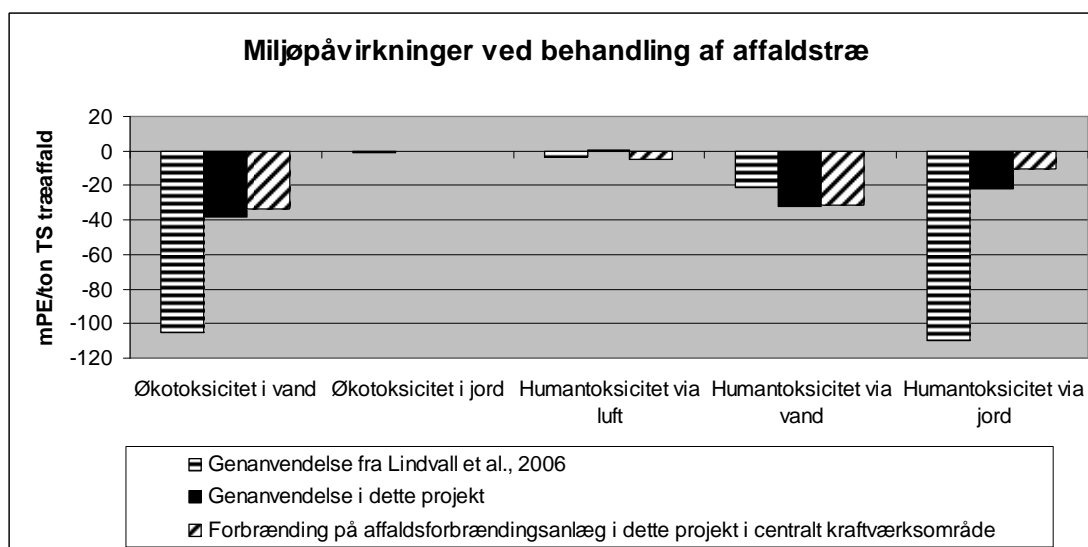 Miljøpåvirkninger ved behandling af affaldstræ
mPE/ton TS træaffald
20
0
-20
-40
-60
-80
-100
-120
Økotoksicitet i vand
Økotoksicitet i jord
Humantoksicitet via
luft
Humantoksicitet via
vand
Humantoksicitet via
jord
Genanvendelse fra Lindvall et al., 2006
Genanvendelse i dette projekt
Forbrænding på affaldsforbrændingsanlæg i dette projekt i centralt kraftværksområde